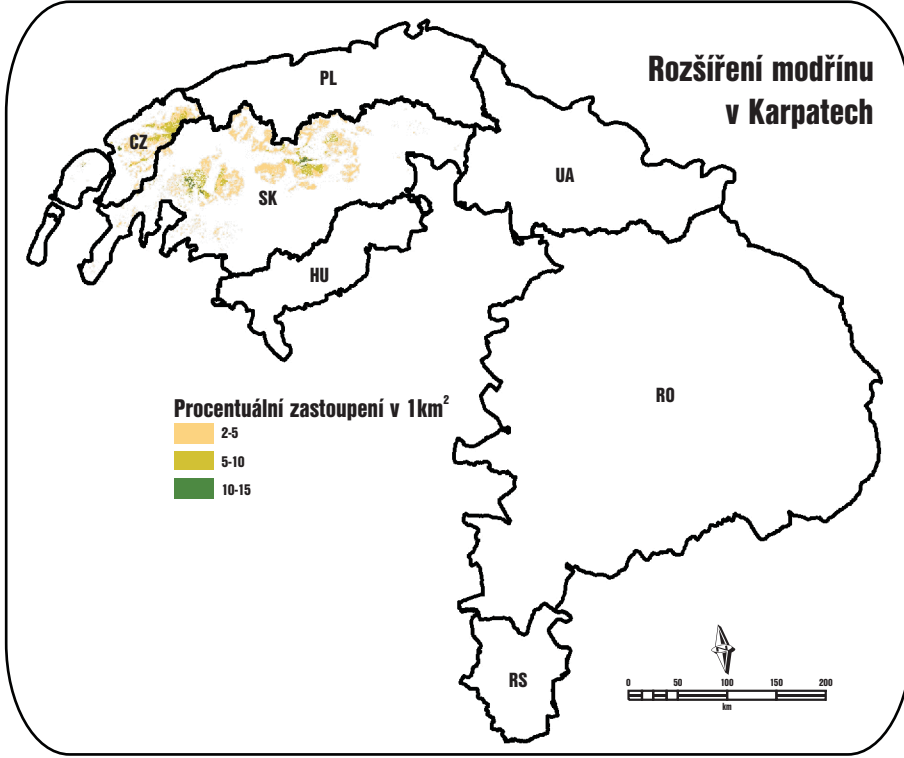 Rozšíření modřínu
v Karpatech
PL
CZ
SK
UA
HU
RO
RS
Procentuální zastoupení v 1km²
2-5
5-10
10-15
0 50 100 150 200
km